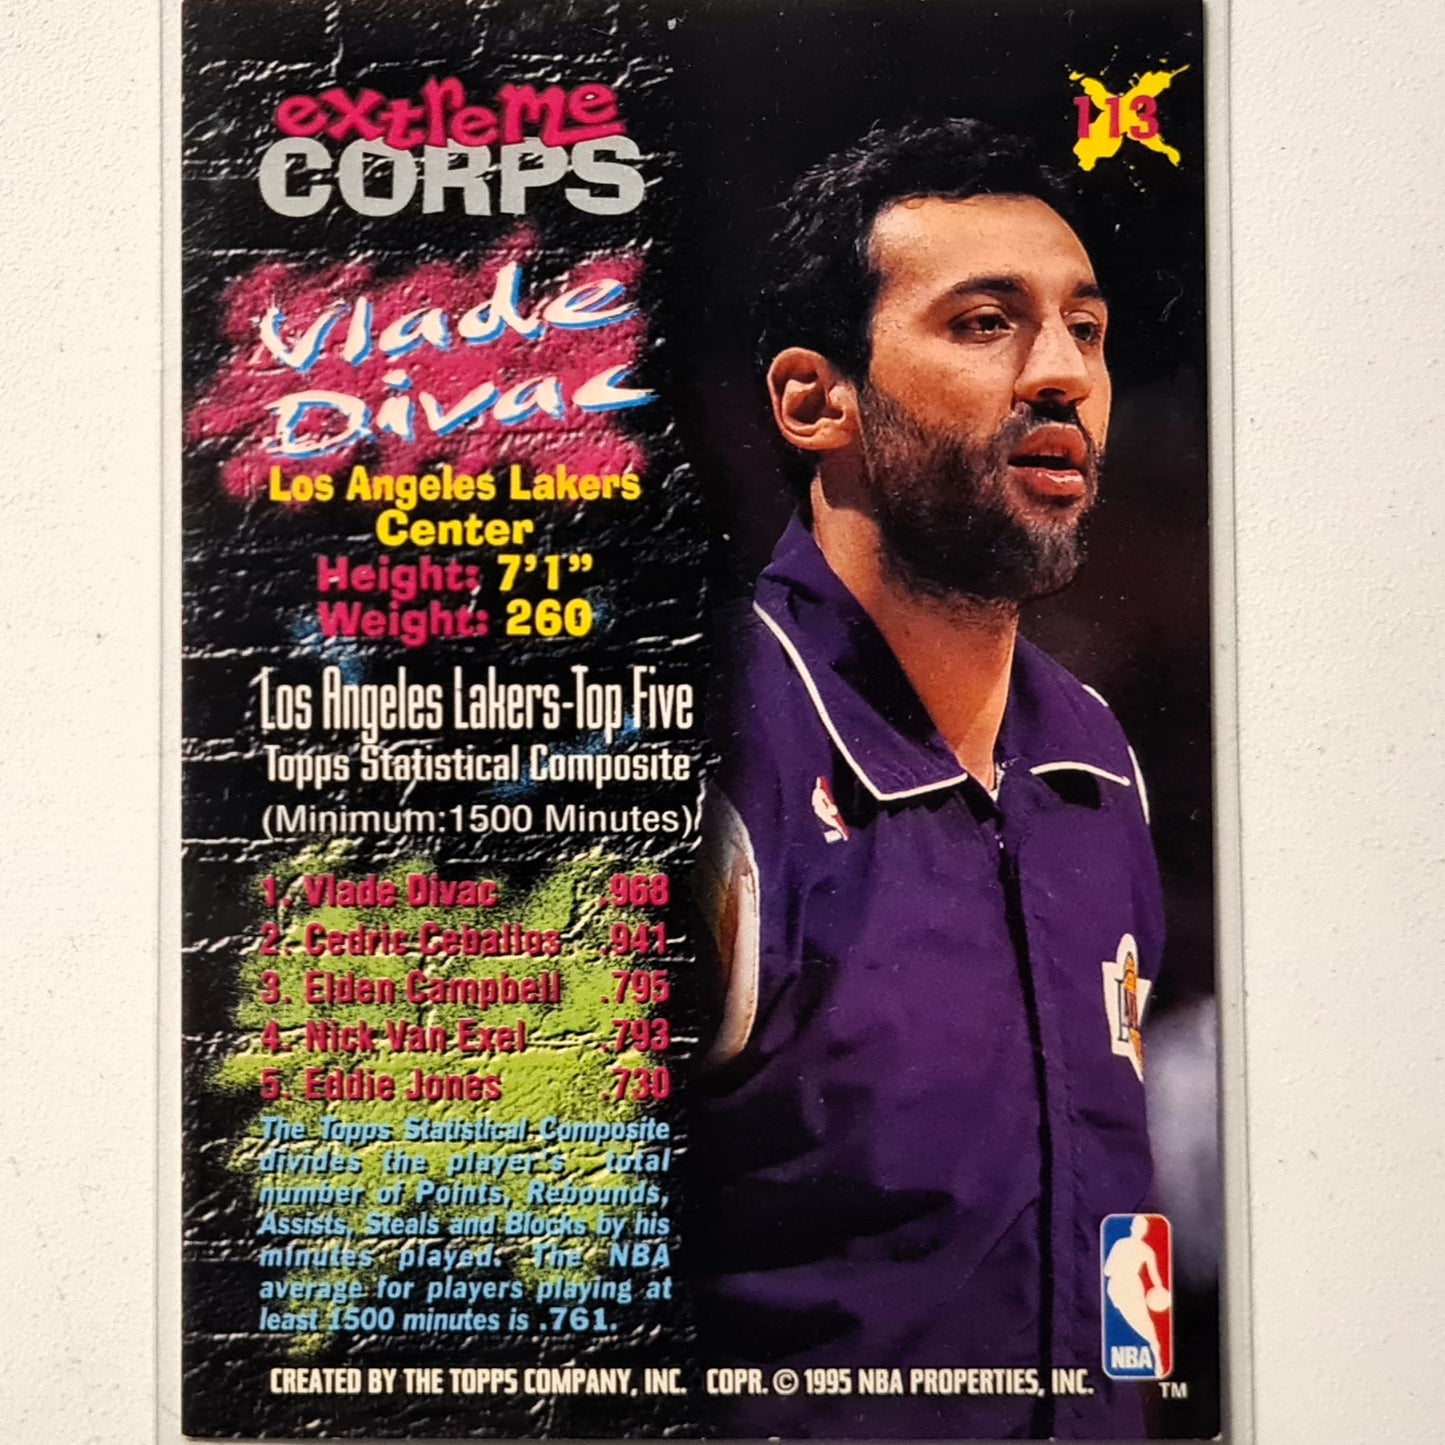 extreme
CORPS
113
Vlade
Divac
Los Angeles Lakers
Center
Height: 7'1"
Weight: 260
Los Angeles Lakers-Top Five
Topps Statistical Composite
(Minimum:1500 Minutes)
1. Vlade Divac .968
2. Cedric Ceballos .941
3. Elden Campbell .795
4. Nick Van Exel .793
5. Eddie Jones .730
The Topps Statistical Composite
divides the player's total
number of Points, Rebounds,
Assists, Steals and Blocks by his
minutes played. The NBA
average for players playing at
least 1500 minutes is .761.
NBA
TM
CREATED BY THE TOPPS COMPANY, INC. COPR. © 1995 NBA PROPERTIES, INC.